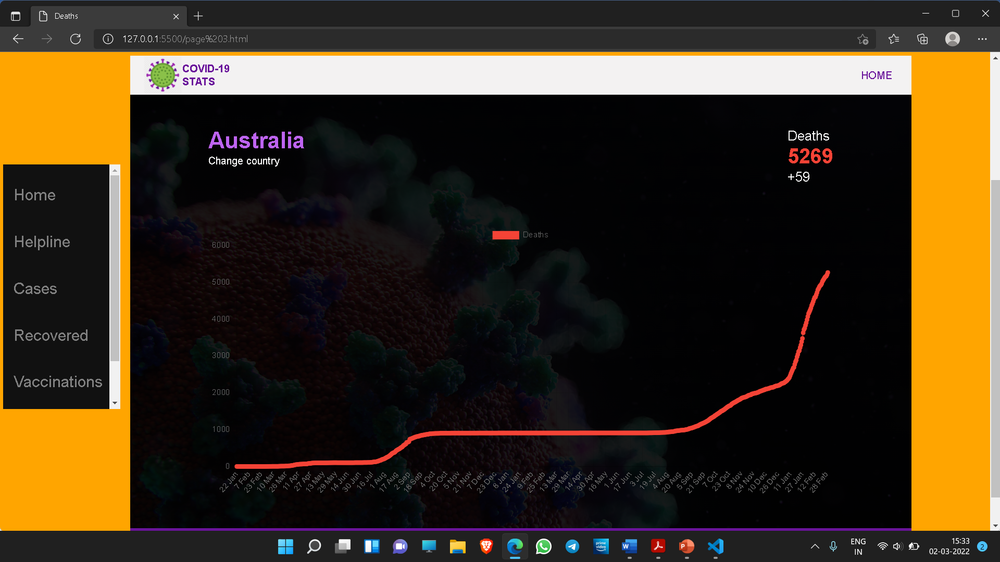 Deaths
127.0.0.1:5500/page%203.html
COVID-19
STATS
HOME
Australia
Change country
Deaths
5269
+59
Home
Helpline
Cases
Recovered
Vaccinations
Deaths
6000
5000
4000
3000
2000
1000
0
22 Jan
7 Feb
23 Feb
10 Mar
26 Mar
11 Apr
27 Apr
13 May
29 May
14 Jun
30 Jun
16 Jul
1 Aug
17 Aug
2 Sep
18 Sep
4 Oct
20 Oct
5 Nov
21 Nov
7 Dec
23 Dec
8 Jan
24 Jan
9 Feb
25 Feb
13 Mar
29 Mar
14 Apr
30 Apr
16 May
1 Jun
17 Jun
3 Jul
19 Jul
4 Aug
20 Aug
5 Sep
21 Sep
7 Oct
23 Oct
8 Nov
24 Nov
10 Dec
26 Dec
11 Jan
27 Jan
12 Feb
28 Feb
prime video
ENG
IN
15:33
02-03-2022
2